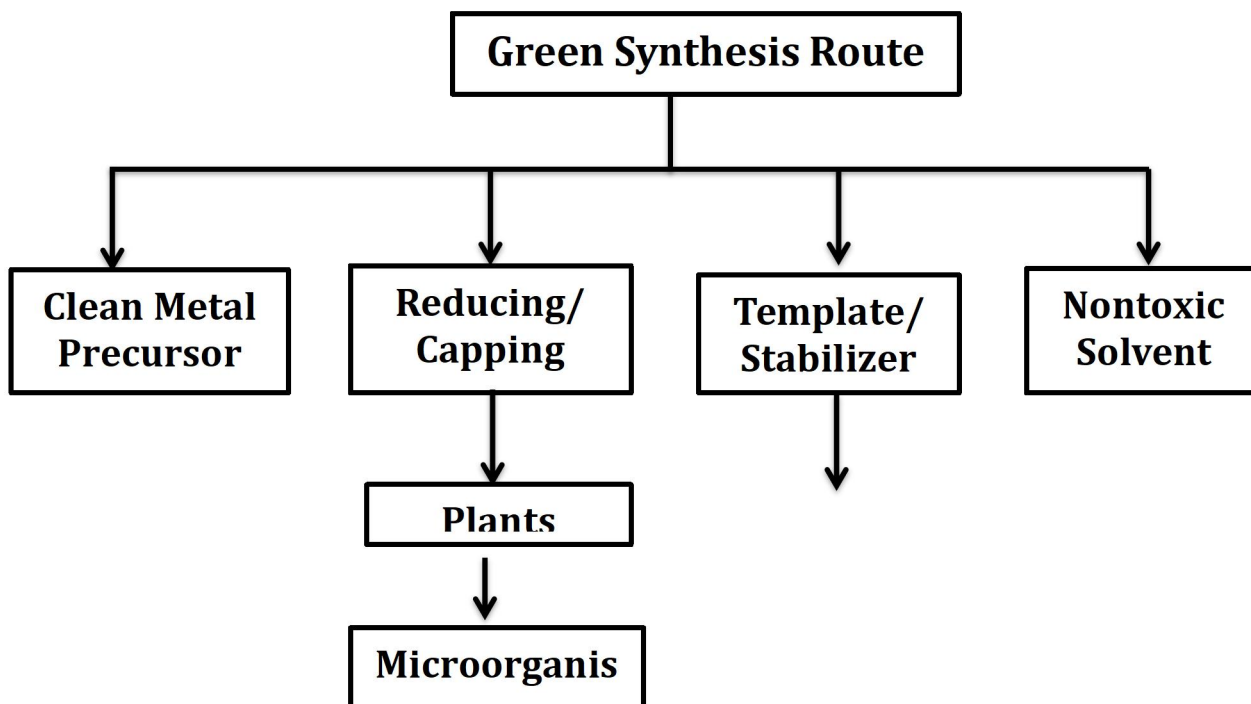 Green Synthesis Route
Clean Metal
Precursor
Reducing/
Capping
Template/
Stabilizer
Nontoxic
Solvent
Plants
Microorganis